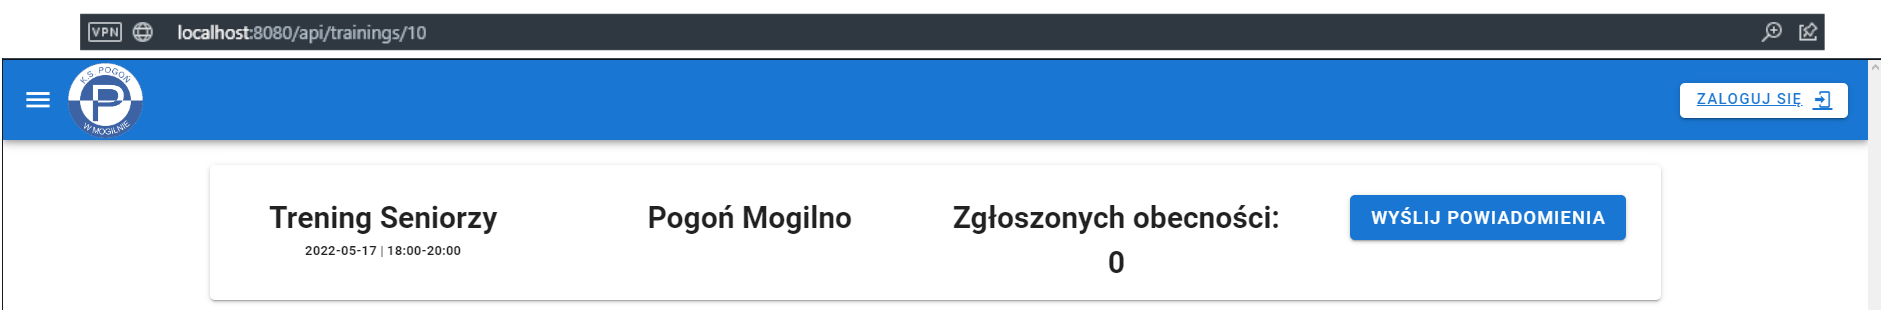 VPN localhost:8080/api/trainings/10
K.S. POGOŃ
P
W MOGILNIE
ZALOGUJ SIĘ
Trening Seniorzy
2022-05-17 | 18:00-20:00
Pogoń Mogilno
Zgłoszonych obecności:
0
WYŚLIJ POWIADOMIENIA